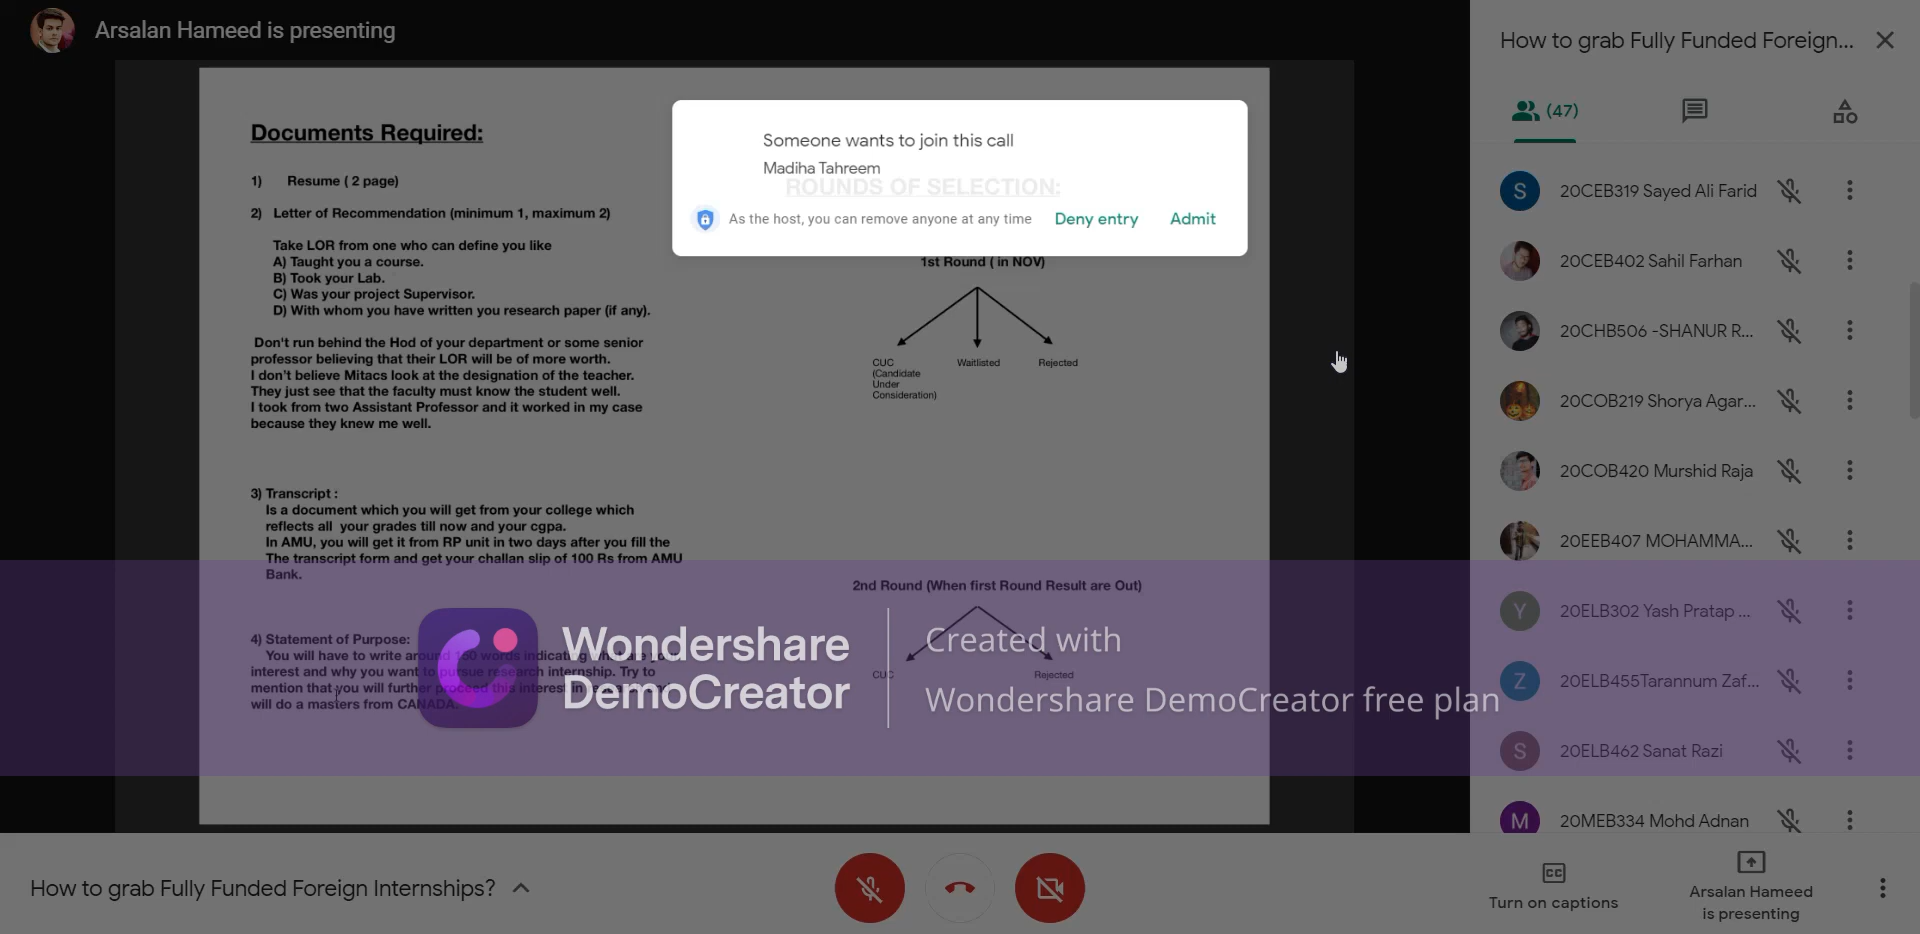 Arsalan Hameed is presenting
Documents Required:
1) Resume ( 2 page)
2) Letter of Recommendation (minimum 1, maximum 2)
Take LOR from one who can define you like
A) Taught you a course.
B) Took your Lab.
C) Was your project Supervisor.
D) With whom you have written you research paper (if any).
Don't run behind the Hod of your department or some senior
professor believing that their LOR will be of more worth.
I don't believe Mitacs look at the designation of the teacher.
They just see that the faculty must know the student well.
I took from two Assistant Professor and it worked in my case
because they knew me well.
3) Transcript :
Is a document which you will get from your college which
reflects all your grades till now and your cgpa.
In AMU, you will get it from RP unit in two days after you fill the
The transcript form and get your challan slip of 100 Rs from AMU
Bank.
4) Statement of Purpose:
You will have to write around 150 words indicating
interest and why you want to pursue research internship. Try to
mention that you will further proceed this interest in
will do a masters from CANADA.
Someone wants to join this call
Madiha Tahreem
ROUNDS OF SELECTION:
As the host, you can remove anyone at any time
Deny entry
Admit
1st Round ( in NOV)
CUC
(Candidate
Under
Consideration)
Waitlisted
Rejected
2nd Round (When first Round Result are Out)
CUC
Rejected
Wondershare
DemoCreator
Created with
Wondershare DemoCreator free plan
How to grab Fully Funded Foreign...
(47)
S
20CEB319 Sayed Ali Farid
20CEB402 Sahil Farhan
20CHB506 -SHANUR R...
20COB219 Shorya Agar...
20COB420 Murshid Raja
20EEB407 MOHAMMA...
Y
20ELB302 Yash Pratap ...
Z
20ELB455Tarannum Zaf...
S
20ELB462 Sanat Razi
M
20MEB334 Mohd Adnan
How to grab Fully Funded Foreign Internships?
CC
Turn on captions
Arsalan Hameed
is presenting